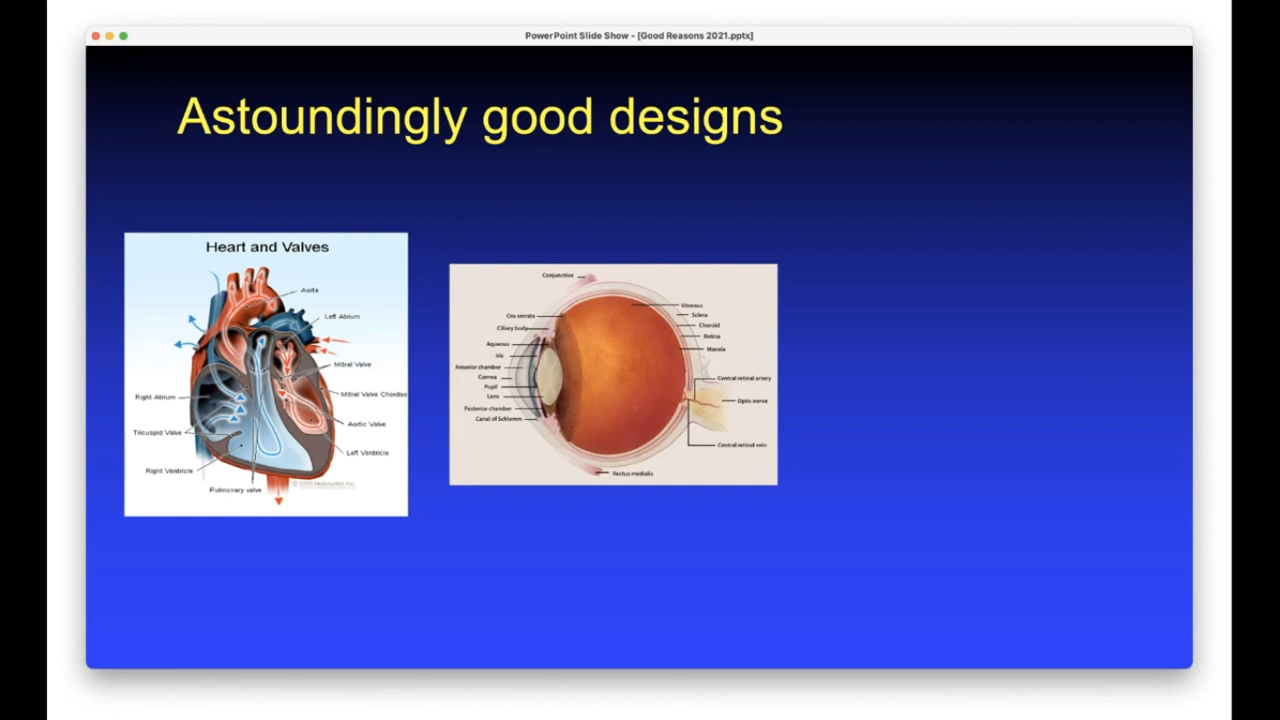 PowerPoint Slide Show - [Good Reasons 2021.pptx]
Astoundingly good designs
Heart and Valves
Aorta
Left Atrium
Mitral Valve
Mitral Valve Chordae
Right Atrium
Aortic Valve
Tricuspid Valve
Left Ventricle
Right Ventricle
Pulmonary valve
Conjunctiva
Vitreous
Ora serrata
Sclera
Ciliary body
Choroid
Retina
Aqueous
Macula
Iris
Anterior chamber
Cornea
Central retinal artery
Pupil
Lens
Optic nerve
Posterior chamber
Canal of Schlemm
Central retinal vein
Rectus medialis